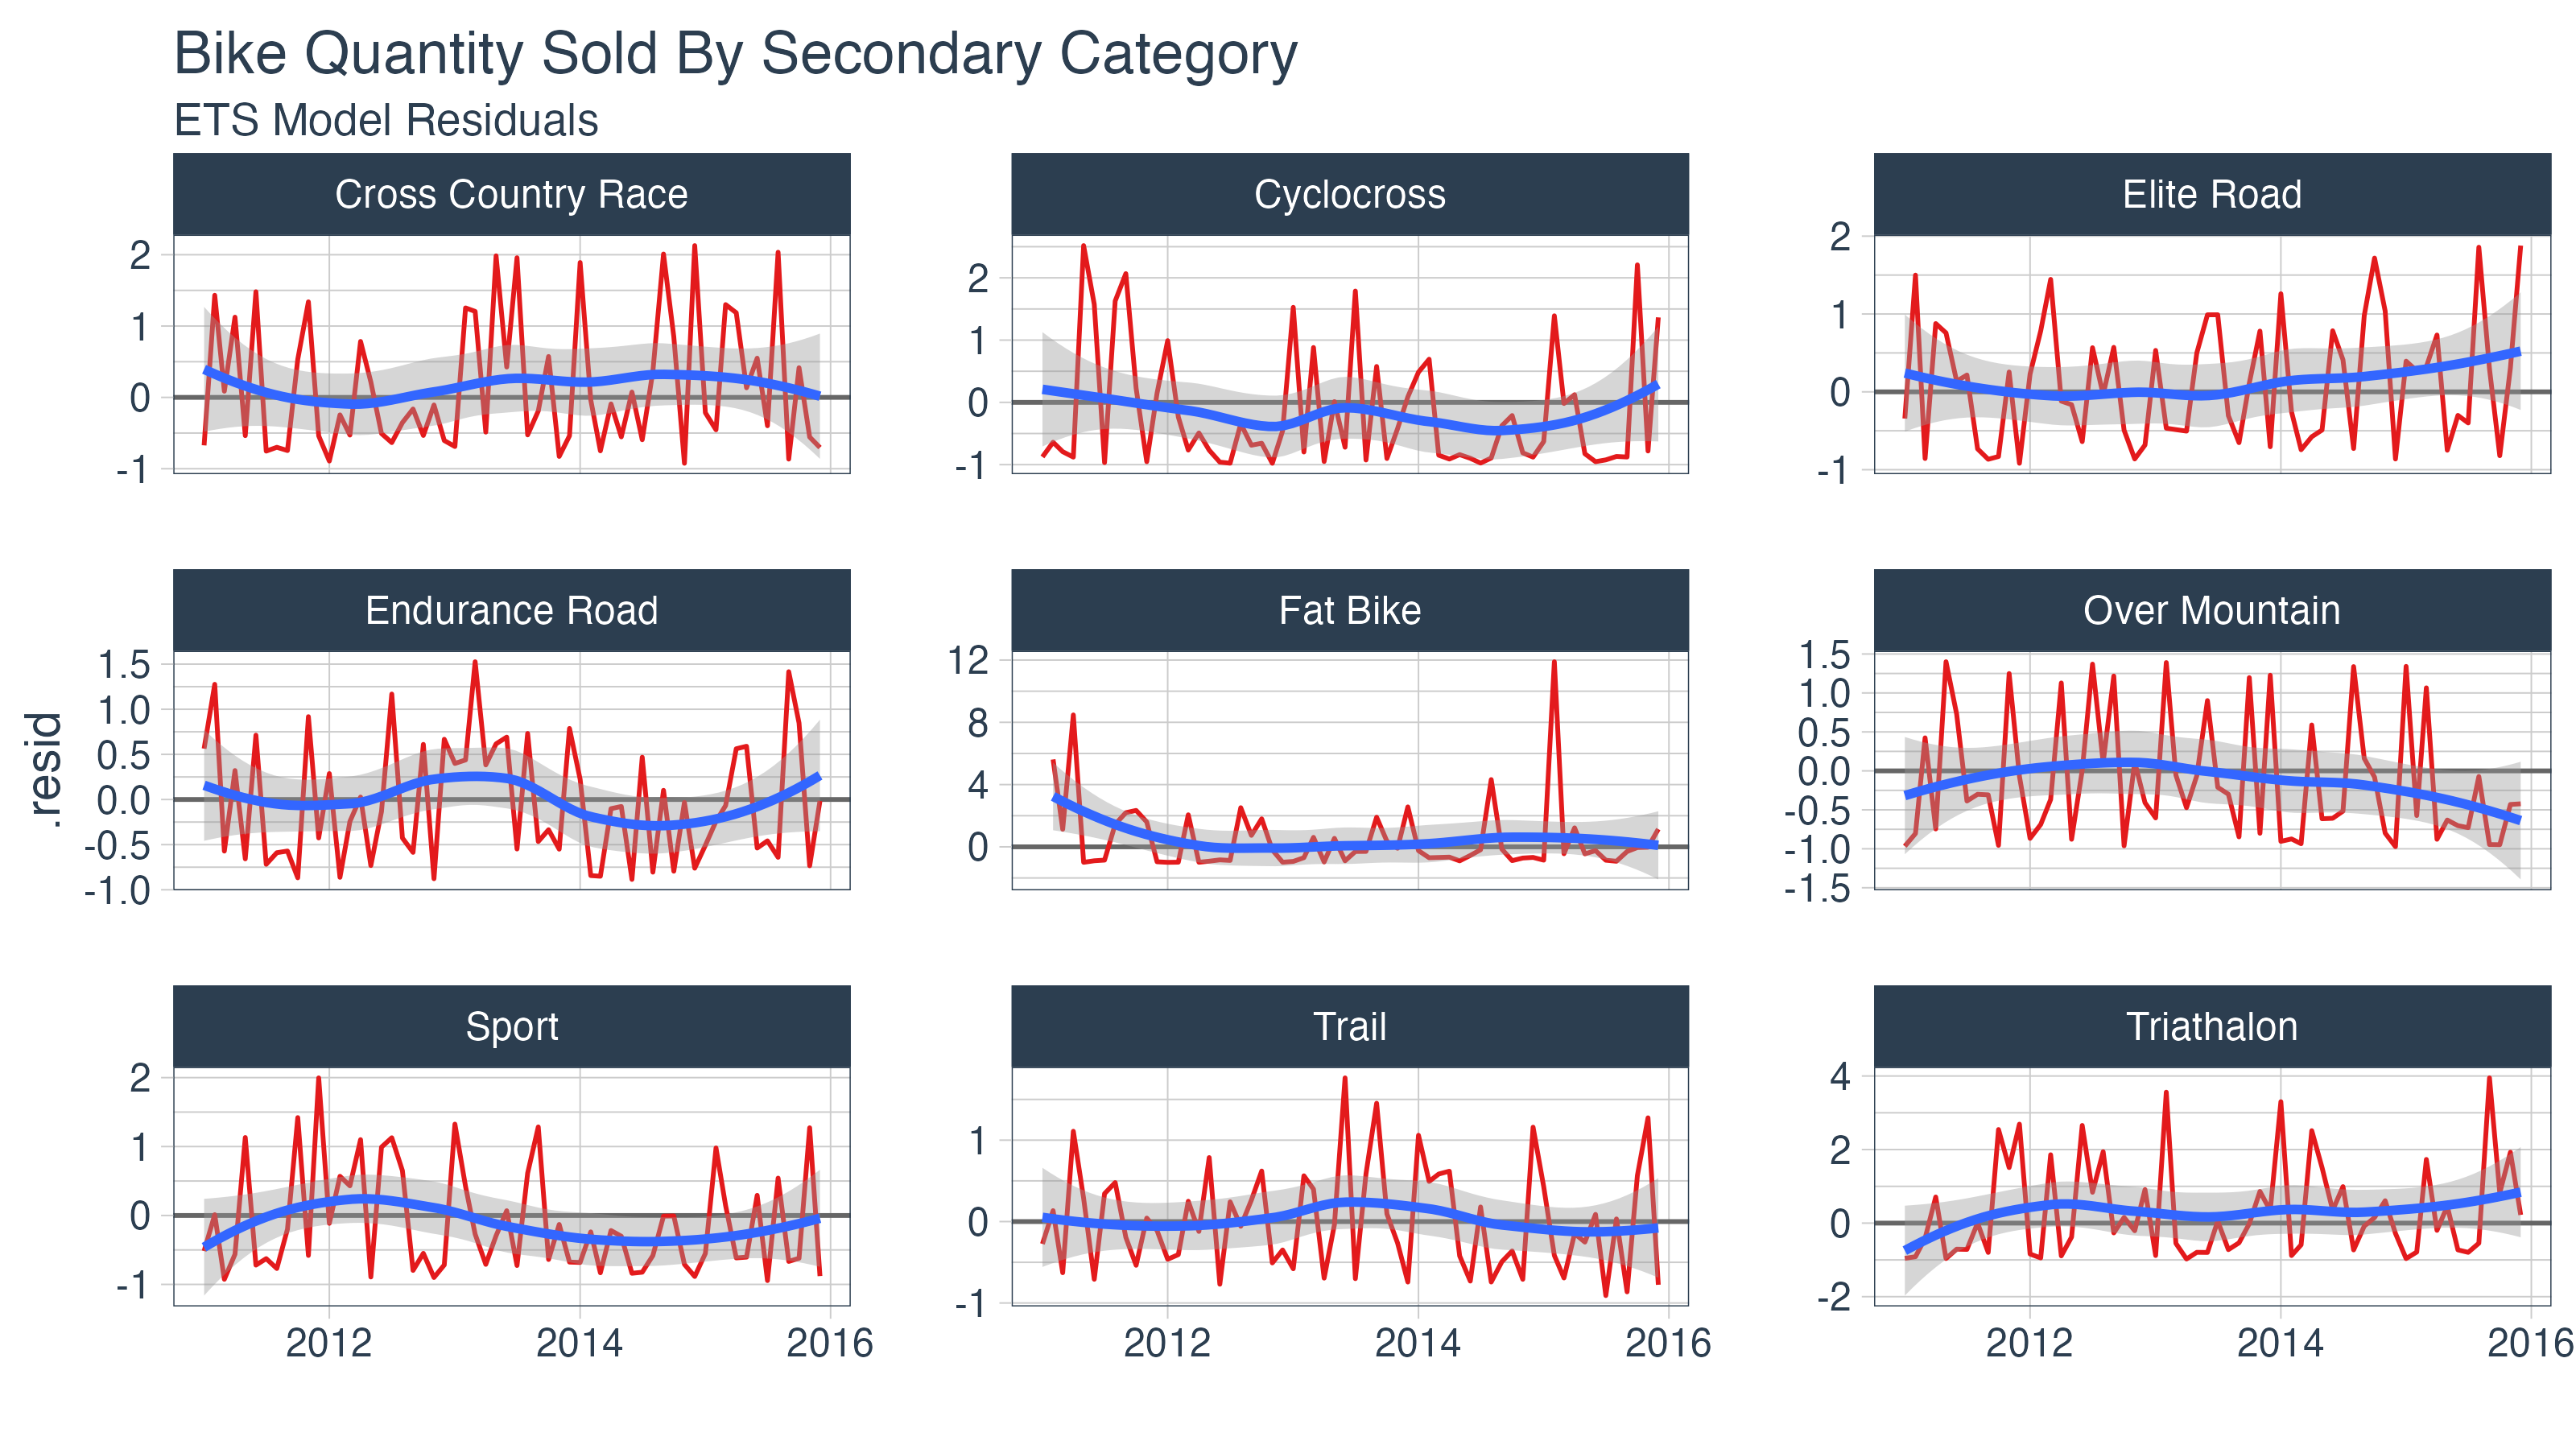 Bike Quantity Sold By Secondary Category
ETS Model Residuals
Cross Country Race
Cyclocross
Elite Road
2
1
0
-1
2
1
0
-1
2
1
0
-1
.resid
Endurance Road
Fat Bike
Over Mountain
1.5
1.0
0.5
0.0
-0.5
-1.0
12
8
4
0
1.5
1.0
0.5
0.0
-0.5
-1.0
-1.5
Sport
Trail
Triathalon
2
1
0
-1
1
0
-1
4
2
0
-2
2012 2014 2016
2012 2014 2016
2012 2014 2016